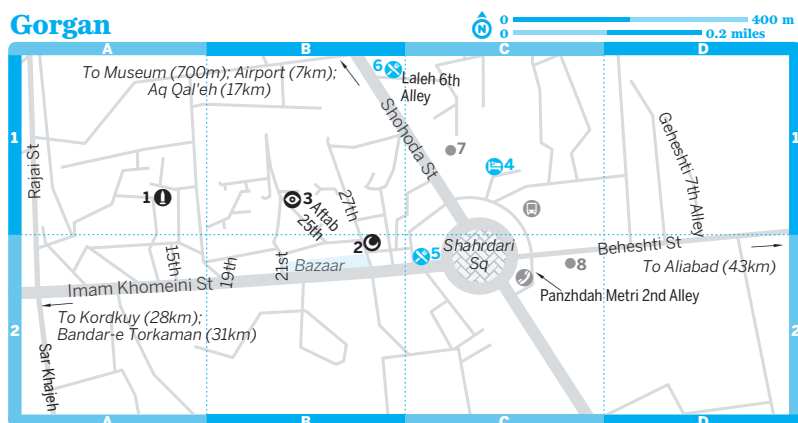 Gorgan
N
0 400 m
0 0.2 miles
A B C D
To Museum (700m); Airport (7km);
Aq Qal'eh (17km)
6
Laleh 6th
Alley
Shohoda St
1
1
Rajai St
7
4
Geheshti 7th Alley
1
3
Aftab
25th
27th
2
15th
19th
21st
Bazaar
5
Shahrdari
Sq
Beheshti St
8
To Aliabad (43km)
Imam Khomeini St
Panzhdah Metri 2nd Alley
To Kordkuy (28km);
Bandar-e Torkaman (31km)
2
2
Sar Khajeh
A B C D